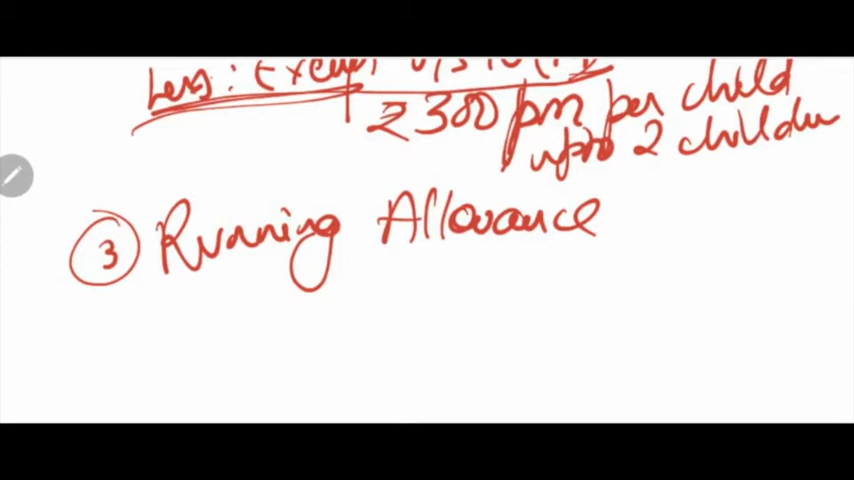 Less: Exem
₹300 pm per child
upto 2 children
3 Running Allowance